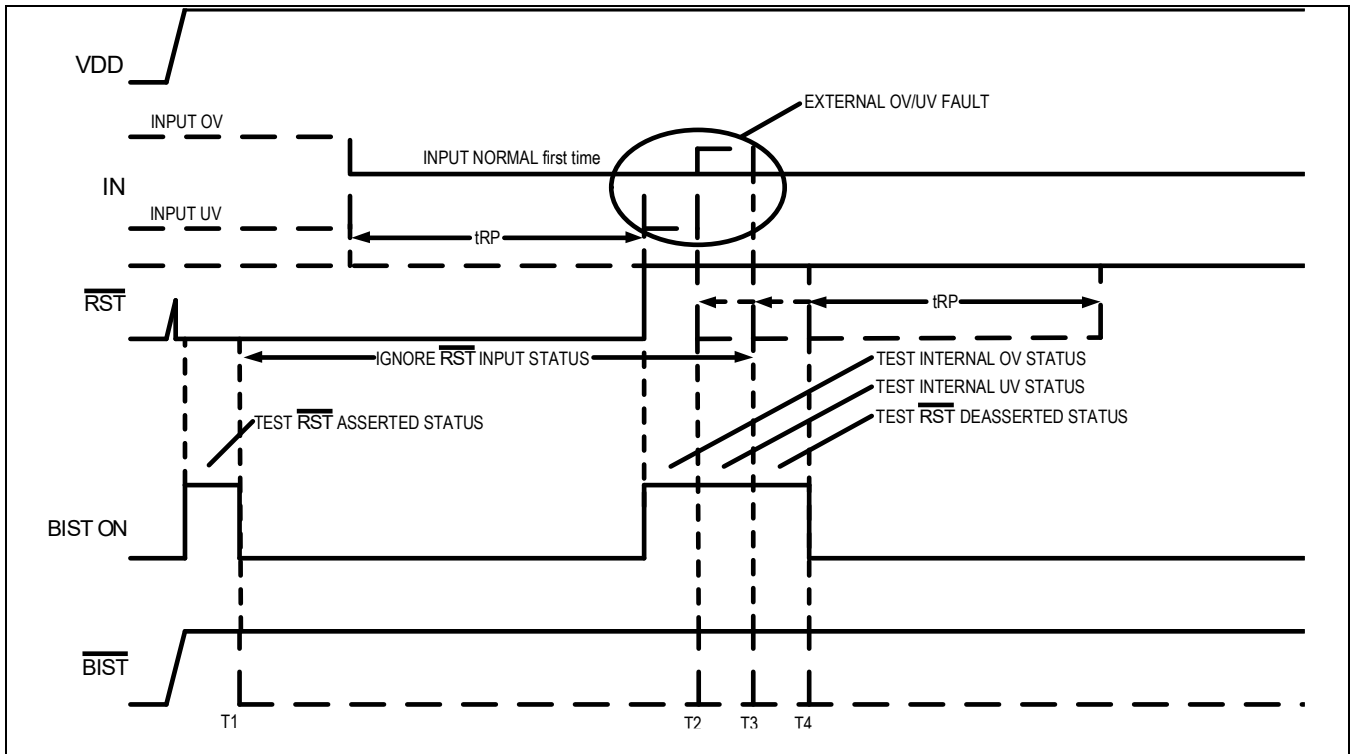 VDD
EXTERNAL OV/UV FAULT
INPUT OV
INPUT NORMAL first time
IN
INPUT UV
tRP
RST
tRP
IGNORE RST INPUT STATUS
TEST INTERNAL OV STATUS
TEST INTERNAL UV STATUS
TEST RST ASSERTED STATUS
TEST RST DEASSERTED STATUS
BIST ON
BIST
T1
T2
T3
T4